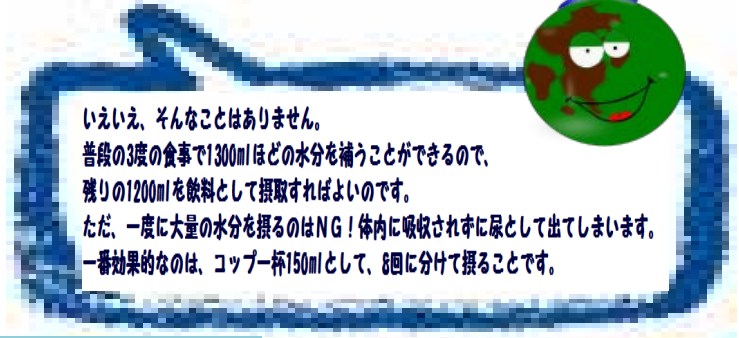 いえいえ、そんなことはありません。
普段の3度の食事で1300mlほどの水分を補うことができるので、
残りの1200mlを飲料として摂取すればよいのです。
ただ、一度に大量の水分を摂るのはNG！体内に吸収されずに尿として出てしまいます。
一番効果的なのは、コップ一杯150mlとして、8回に分けて摂ることです。